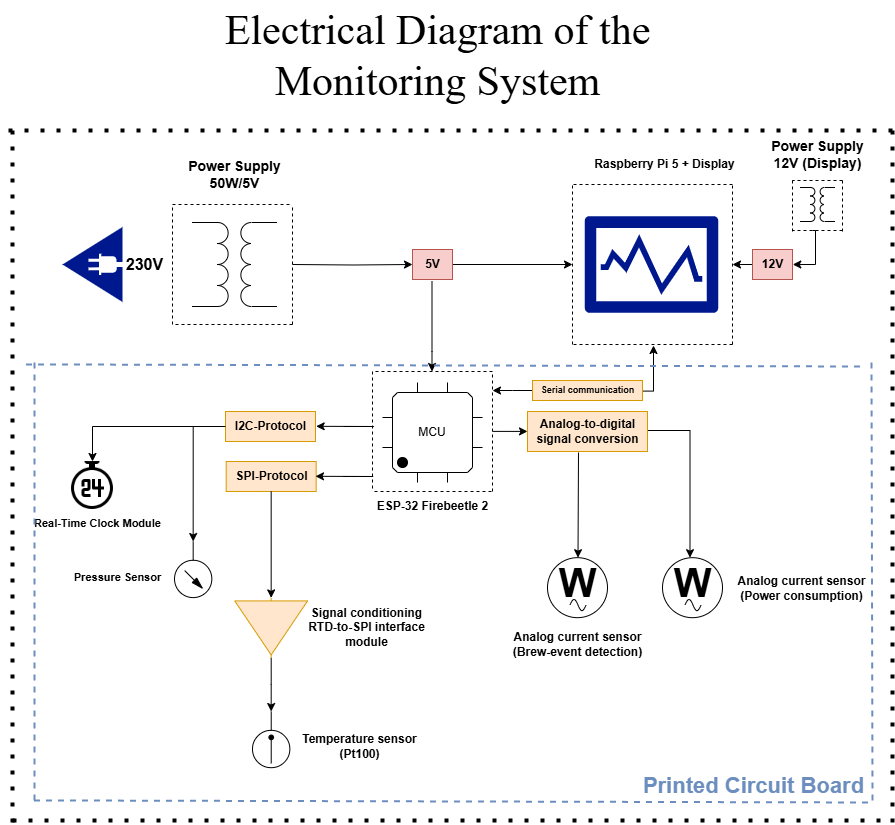 Electrical Diagram of the
Monitoring System
Power Supply
50W/5V
Raspberry Pi 5 + Display
Power Supply
12V (Display)
230V
5V
12V
Serial communication
MCU
ESP-32 Firebeetle 2
I2C-Protocol
SPI-Protocol
Analog-to-digital
signal conversion
24
Real-Time Clock Module
Pressure Sensor
Signal conditioning
RTD-to-SPI interface
module
W
W
Analog current sensor
(Power consumption)
Analog current sensor
(Brew-event detection)
Temperature sensor
(Pt100)
Printed Circuit Board